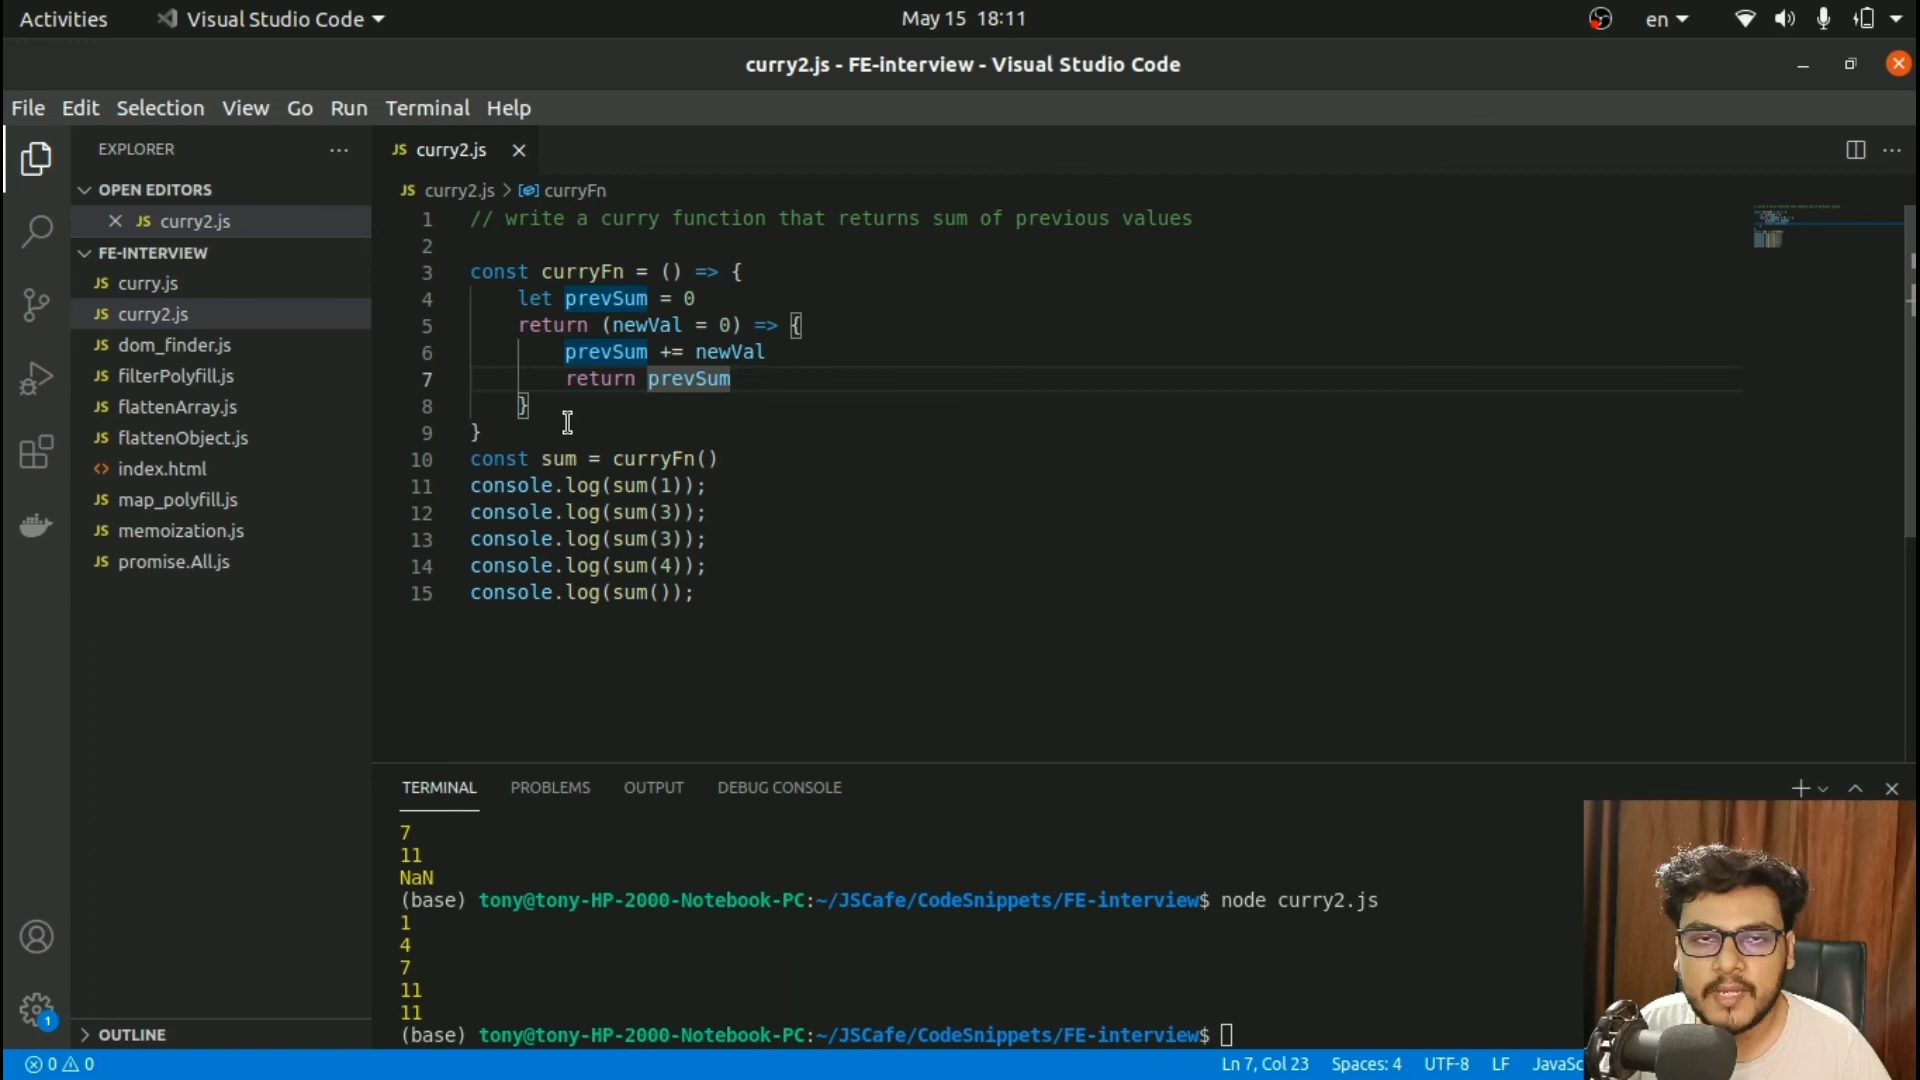 Activities
Visual Studio Code
May 15 18:11
en
curry2.js - FE-interview - Visual Studio Code
File Edit Selection View Go Run Terminal Help
EXPLORER
OPEN EDITORS
JS curry2.js
FE-INTERVIEW
JS curry.js
JS curry2.js
JS dom_finder.js
JS filterPolyfill.js
JS flattenArray.js
JS flattenObject.js
<> index.html
JS map_polyfill.js
JS memoization.js
JS promise.All.js
OUTLINE
1
JS curry2.js
JS curry2.js > curryFn
1 // write a curry function that returns sum of previous values
2
3 const curryFn = () => {
4 let prevSum = 0
5 return (newVal = 0) => {
6 prevSum += newVal
7 return prevSum
8 }
9 }
10 const sum = curryFn()
11 console.log(sum(1));
12 console.log(sum(3));
13 console.log(sum(3));
14 console.log(sum(4));
15 console.log(sum());
TERMINAL PROBLEMS OUTPUT DEBUG CONSOLE
7
11
NaN
(base) tony@tony-HP-2000-Notebook-PC:~/JSCafe/CodeSnippets/FE-interview$ node curry2.js
1
4
7
11
11
(base) tony@tony-HP-2000-Notebook-PC:~/JSCafe/CodeSnippets/FE-interview$
0 0
Ln 7, Col 23 Spaces: 4 UTF-8 LF JavaSc